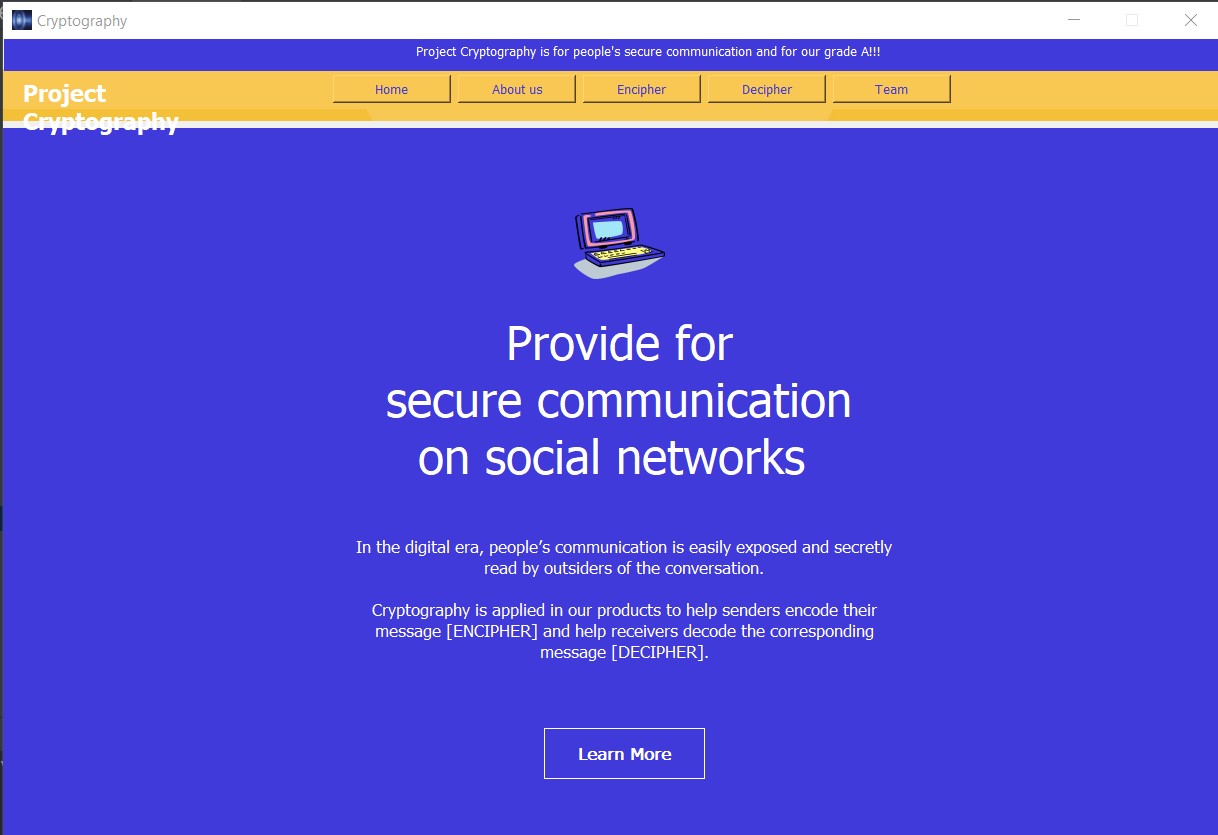 Cryptography
Project Cryptography is for people's secure communication and for our grade A!!!
Project
Cryptography
Home
About us
Encipher
Decipher
Team
Provide for
secure communication
on social networks
In the digital era, people’s communication is easily exposed and secretly
read by outsiders of the conversation.
Cryptography is applied in our products to help senders encode their
message [ENCIPHER] and help receivers decode the corresponding
message [DECIPHER].
Learn More